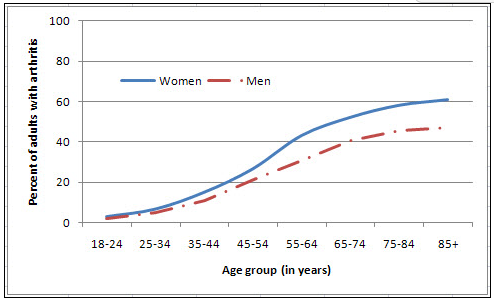 100
80
60
40
20
0
Percent of adults with arthritis
Women Men
18-24 25-34 35-44 45-54 55-64 65-74 75-84 85+
Age group (in years)